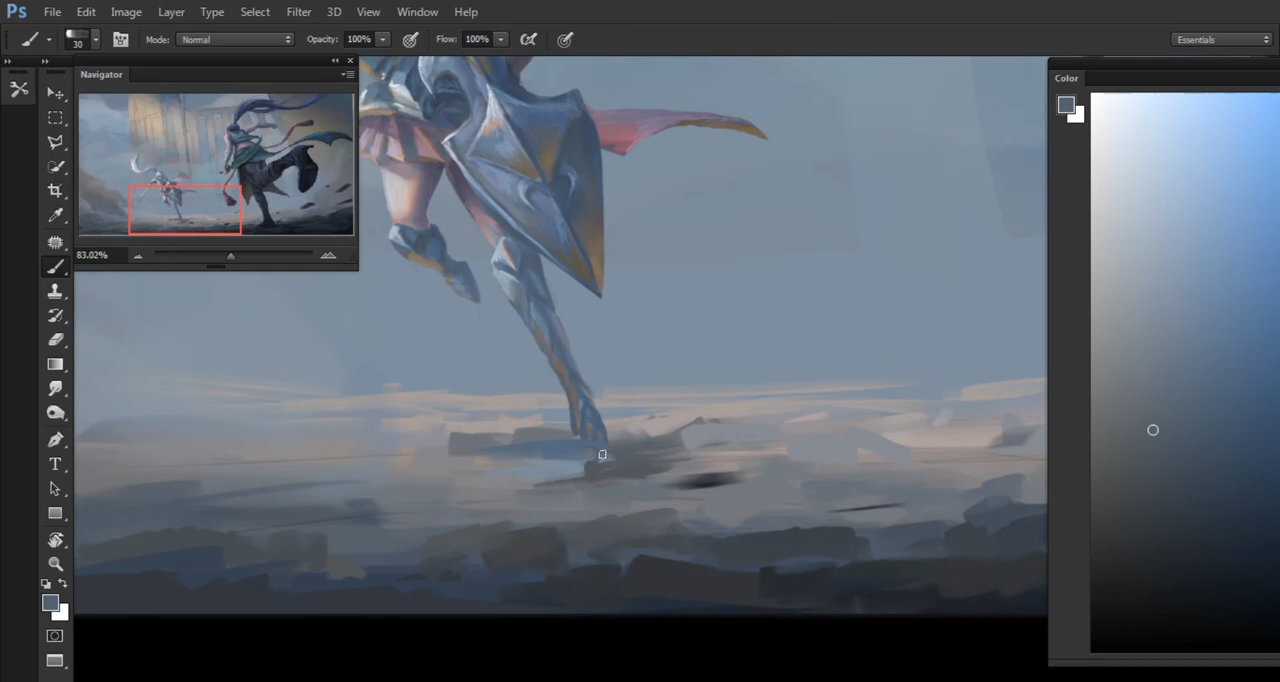 Ps File Edit Image Layer Type Select Filter 3D View Window Help
30 Mode: Normal Opacity: 100% Flow: 100% Essentials
Navigator
Color
83.02%
T